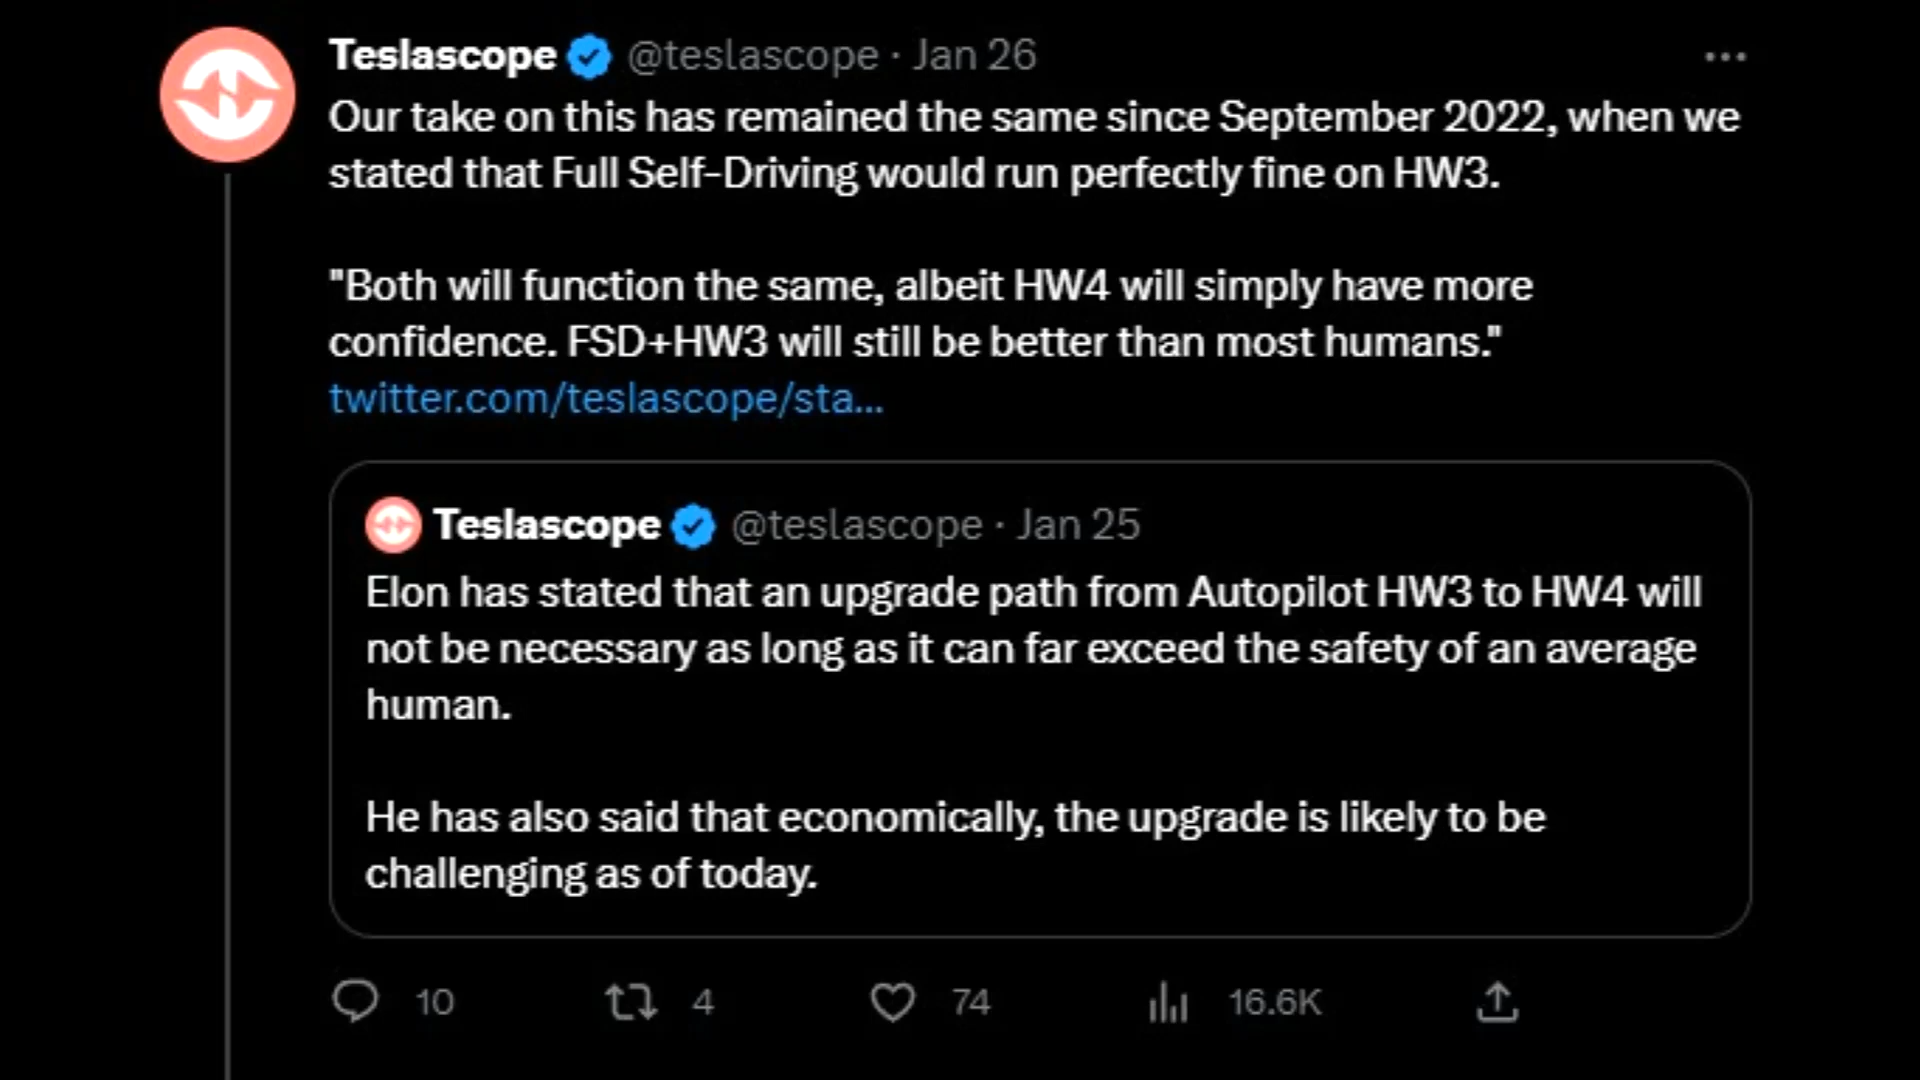 Teslascope @teslascope · Jan 26
Our take on this has remained the same since September 2022, when we
stated that Full Self-Driving would run perfectly fine on HW3.
"Both will function the same, albeit HW4 will simply have more
confidence. FSD+HW3 will still be better than most humans."
twitter.com/teslascope/sta...
Teslascope @teslascope · Jan 25
Elon has stated that an upgrade path from Autopilot HW3 to HW4 will
not be necessary as long as it can far exceed the safety of an average
human.
He has also said that economically, the upgrade is likely to be
challenging as of today.
10 4 74 16.6K